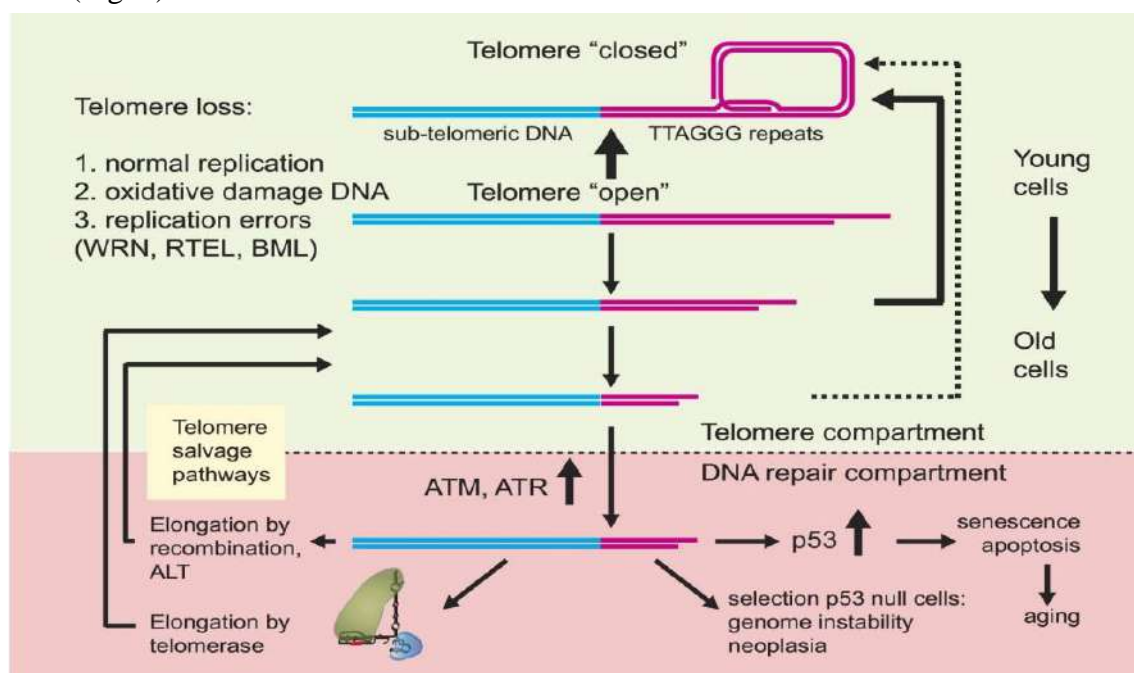 Telomere “closed”
Telomere loss:
sub-telomeric DNA
TTAGGG repeats
1. normal replication
2. oxidative damage DNA
3. replication errors
(WRN, RTEL, BML)
Telomere “open”
Young
cells
Old
cells
Telomere
salvage
pathways
Telomere compartment
DNA repair compartment
ATM, ATR
Elongation by
recombination,
ALT
p53
senescence
apoptosis
aging
selection p53 null cells:
genome instability
neoplasia
Elongation by
telomerase